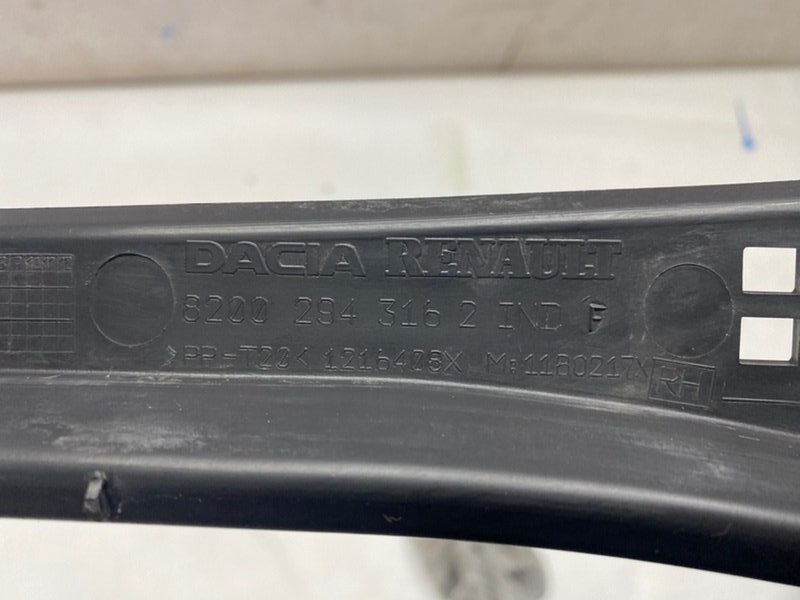 DACIA RENAULT
8200 294 316 2 IND F
>PP-T20< 1216408X M:1180217X
RH